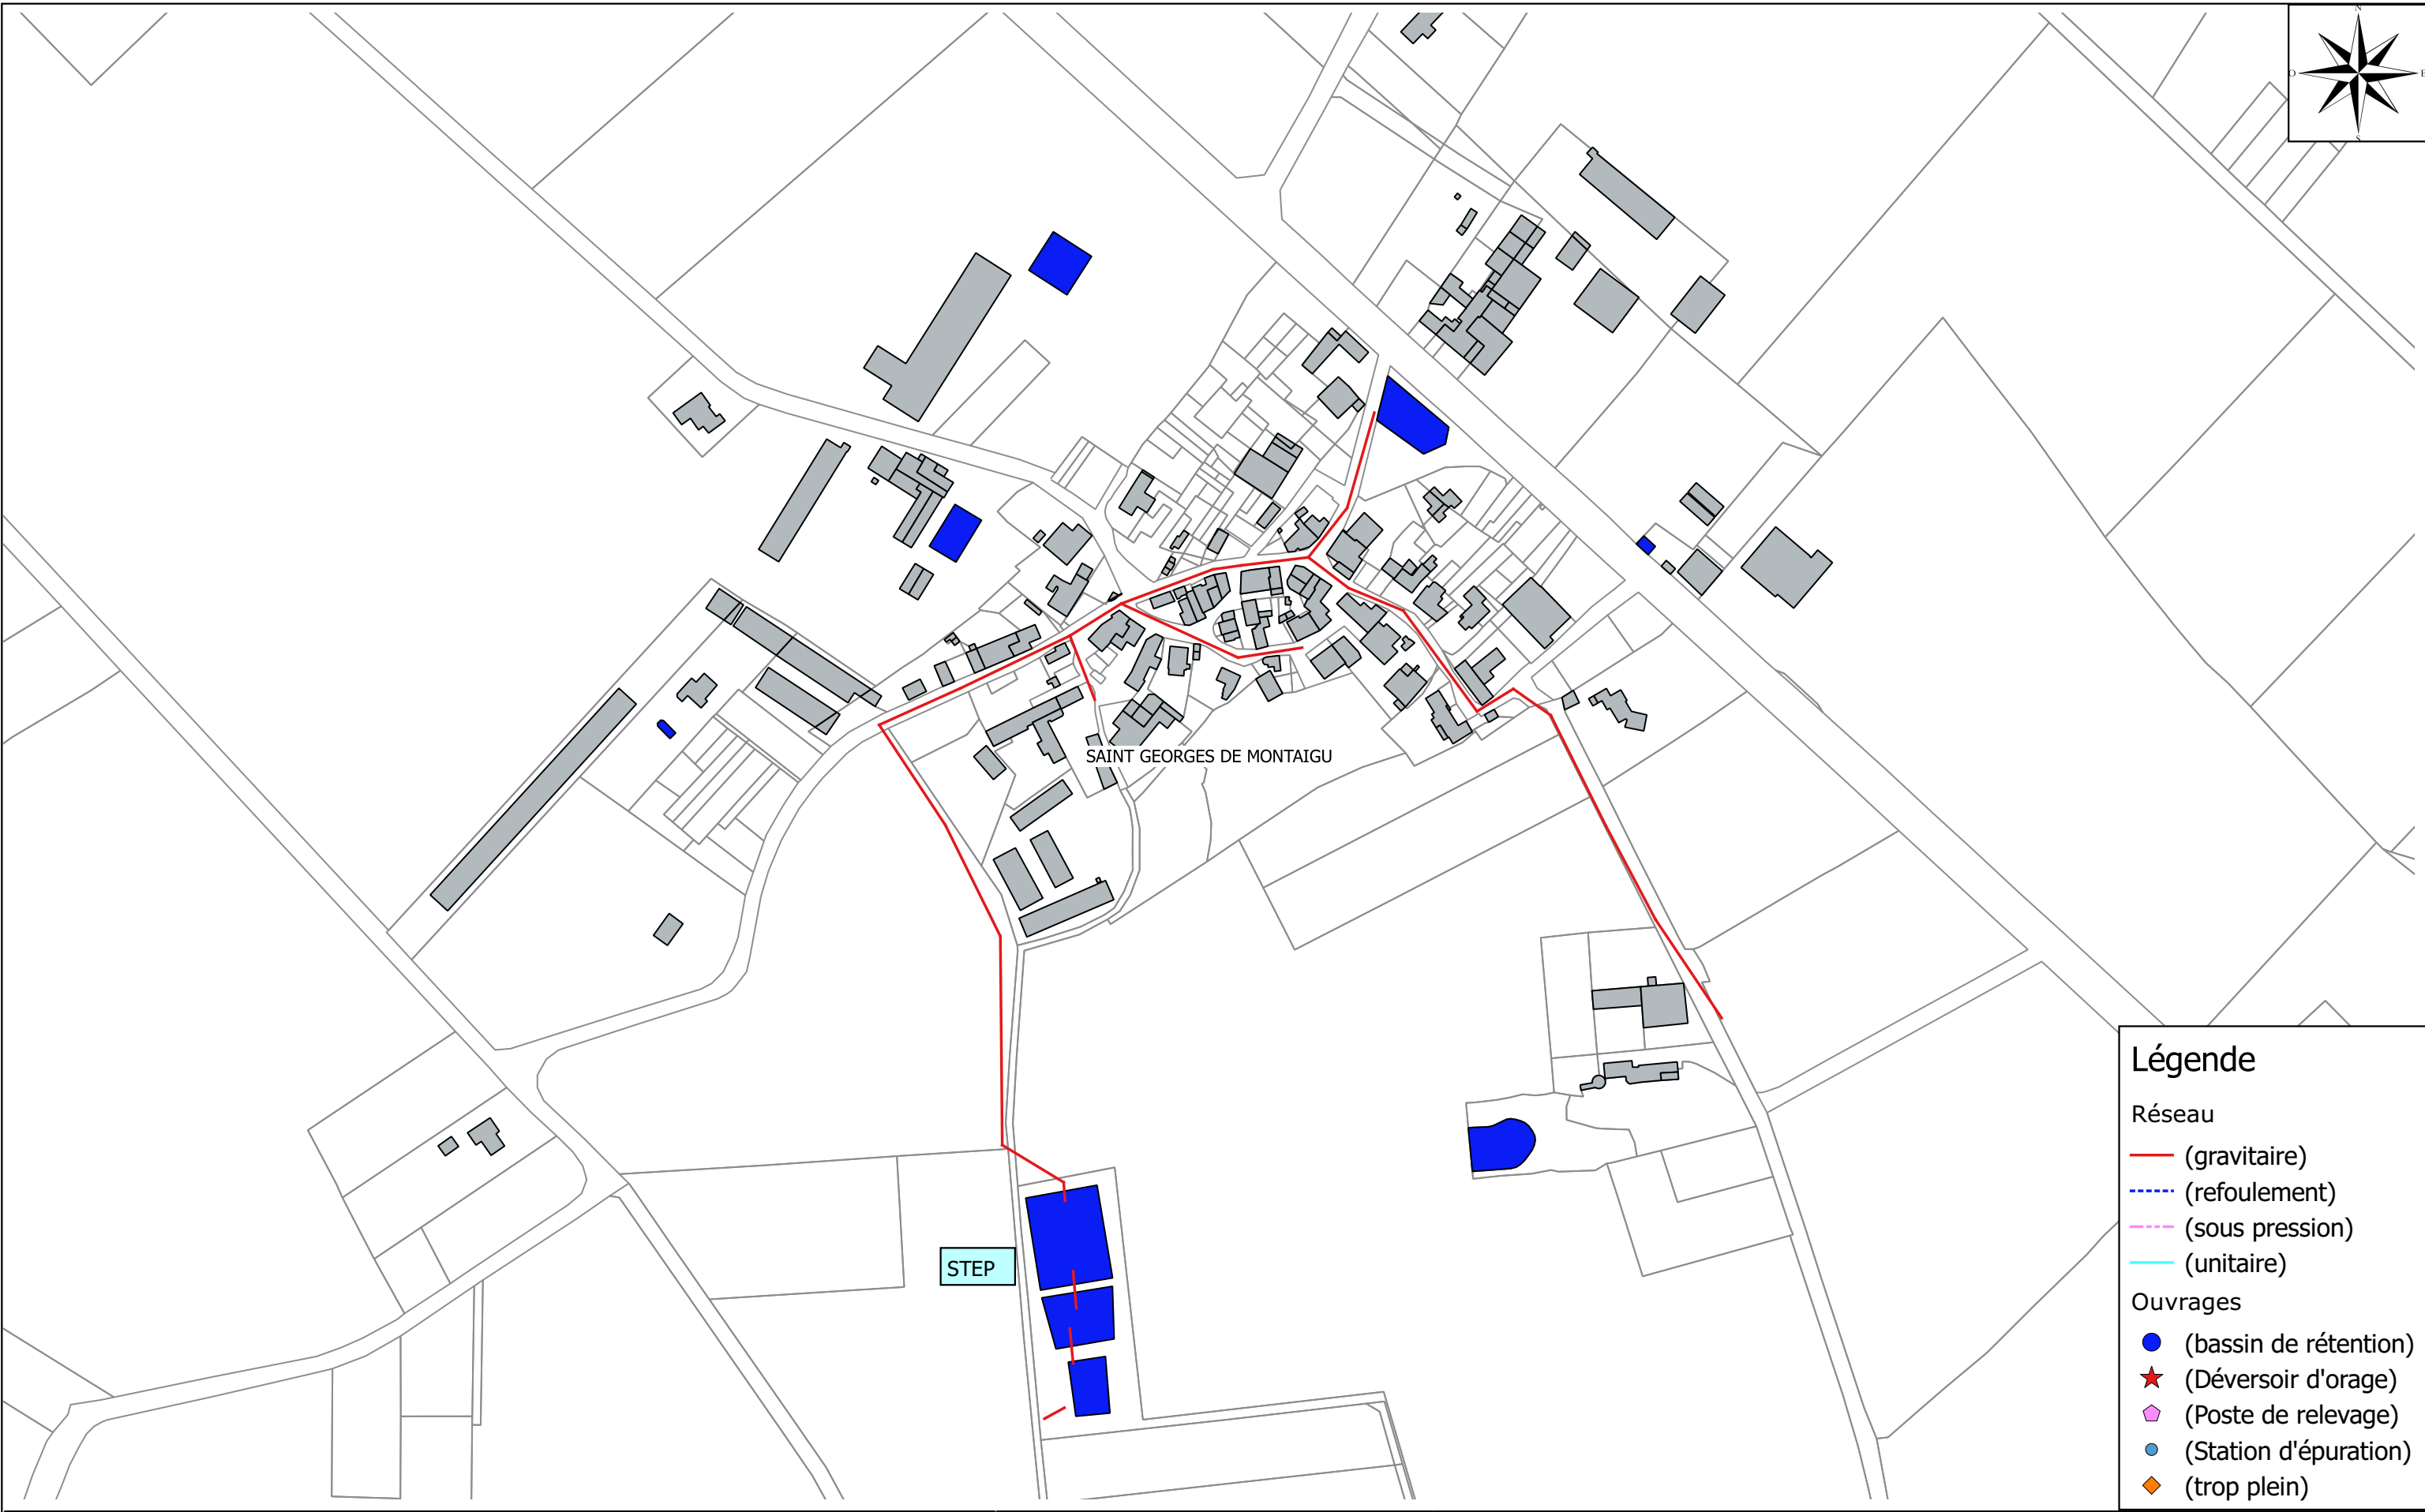 N
O
E
S
SAINT GEORGES DE MONTAIGU
STEP
Légende
Réseau
(gravitaire)
(refoulement)
(sous pression)
(unitaire)
Ouvrages
(bassin de rétention)
(Déversoir d'orage)
(Poste de relevage)
(Station d'épuration)
(trop plein)